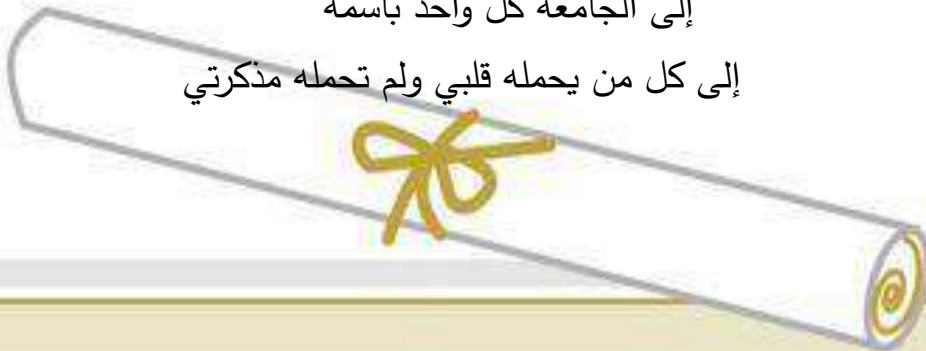 إلى الجامعة كل واحد باسمه
إلى كل من يحمله قلبي ولم تحمله مذكرتي